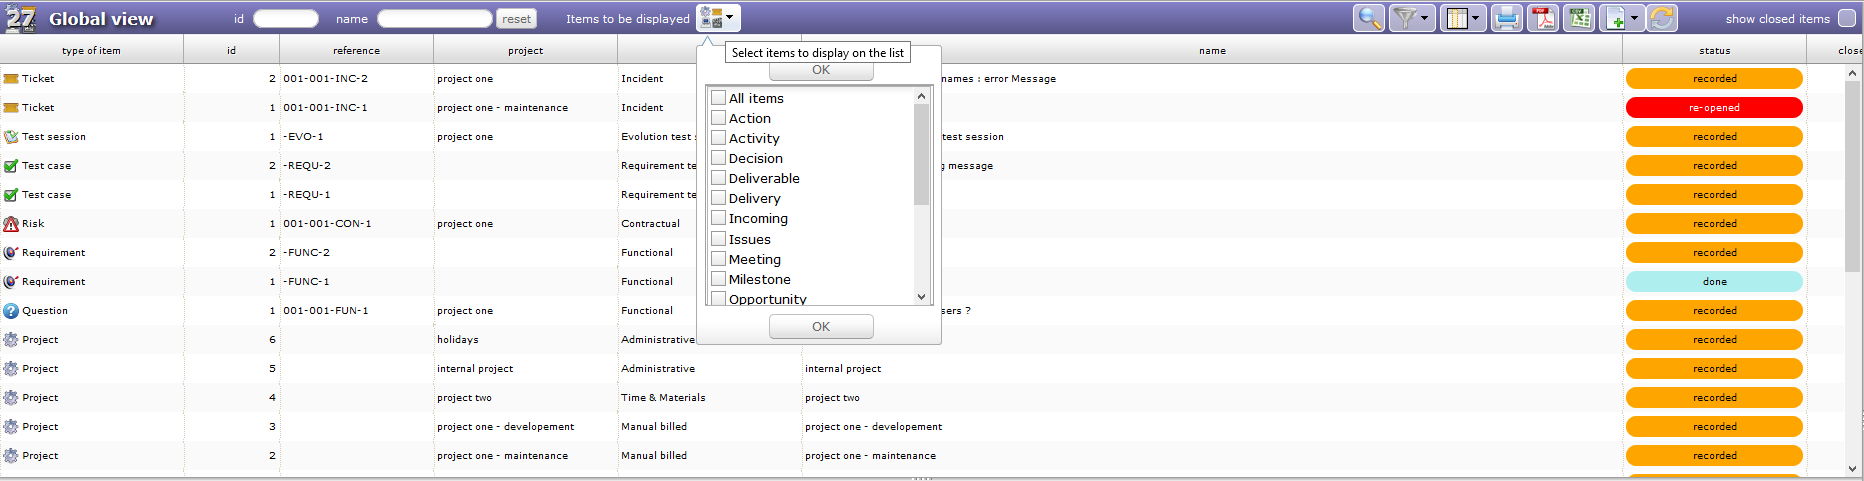 27 Global view id name reset Items to be displayed show closed items
type of item id reference project name status close
Select items to display on the list
OK
Ticket 2 001-001-INC-2 project one Incident names : error Message recorded
Ticket 1 001-001-INC-1 project one - maintenance Incident re-opened
Test session 1 -EVO-1 project one Evolution test s test session recorded
Test case 2 -REQU-2 Requirement te g message recorded
Test case 1 -REQU-1 Requirement te recorded
Risk 1 001-001-CON-1 project one Contractual recorded
Requirement 2 -FUNC-2 Functional recorded
Requirement 1 -FUNC-1 Functional done
Question 1 001-001-FUN-1 project one Functional sers ? recorded
Project 6 holidays Administrative recorded
Project 5 internal project Administrative internal project recorded
Project 4 project two Time & Materials project two recorded
Project 3 project one - developement Manual billed project one - developement recorded
Project 2 project one - maintenance Manual billed project one - maintenance recorded
All items
Action
Activity
Decision
Deliverable
Delivery
Incoming
Issues
Meeting
Milestone
Opportunity
OK